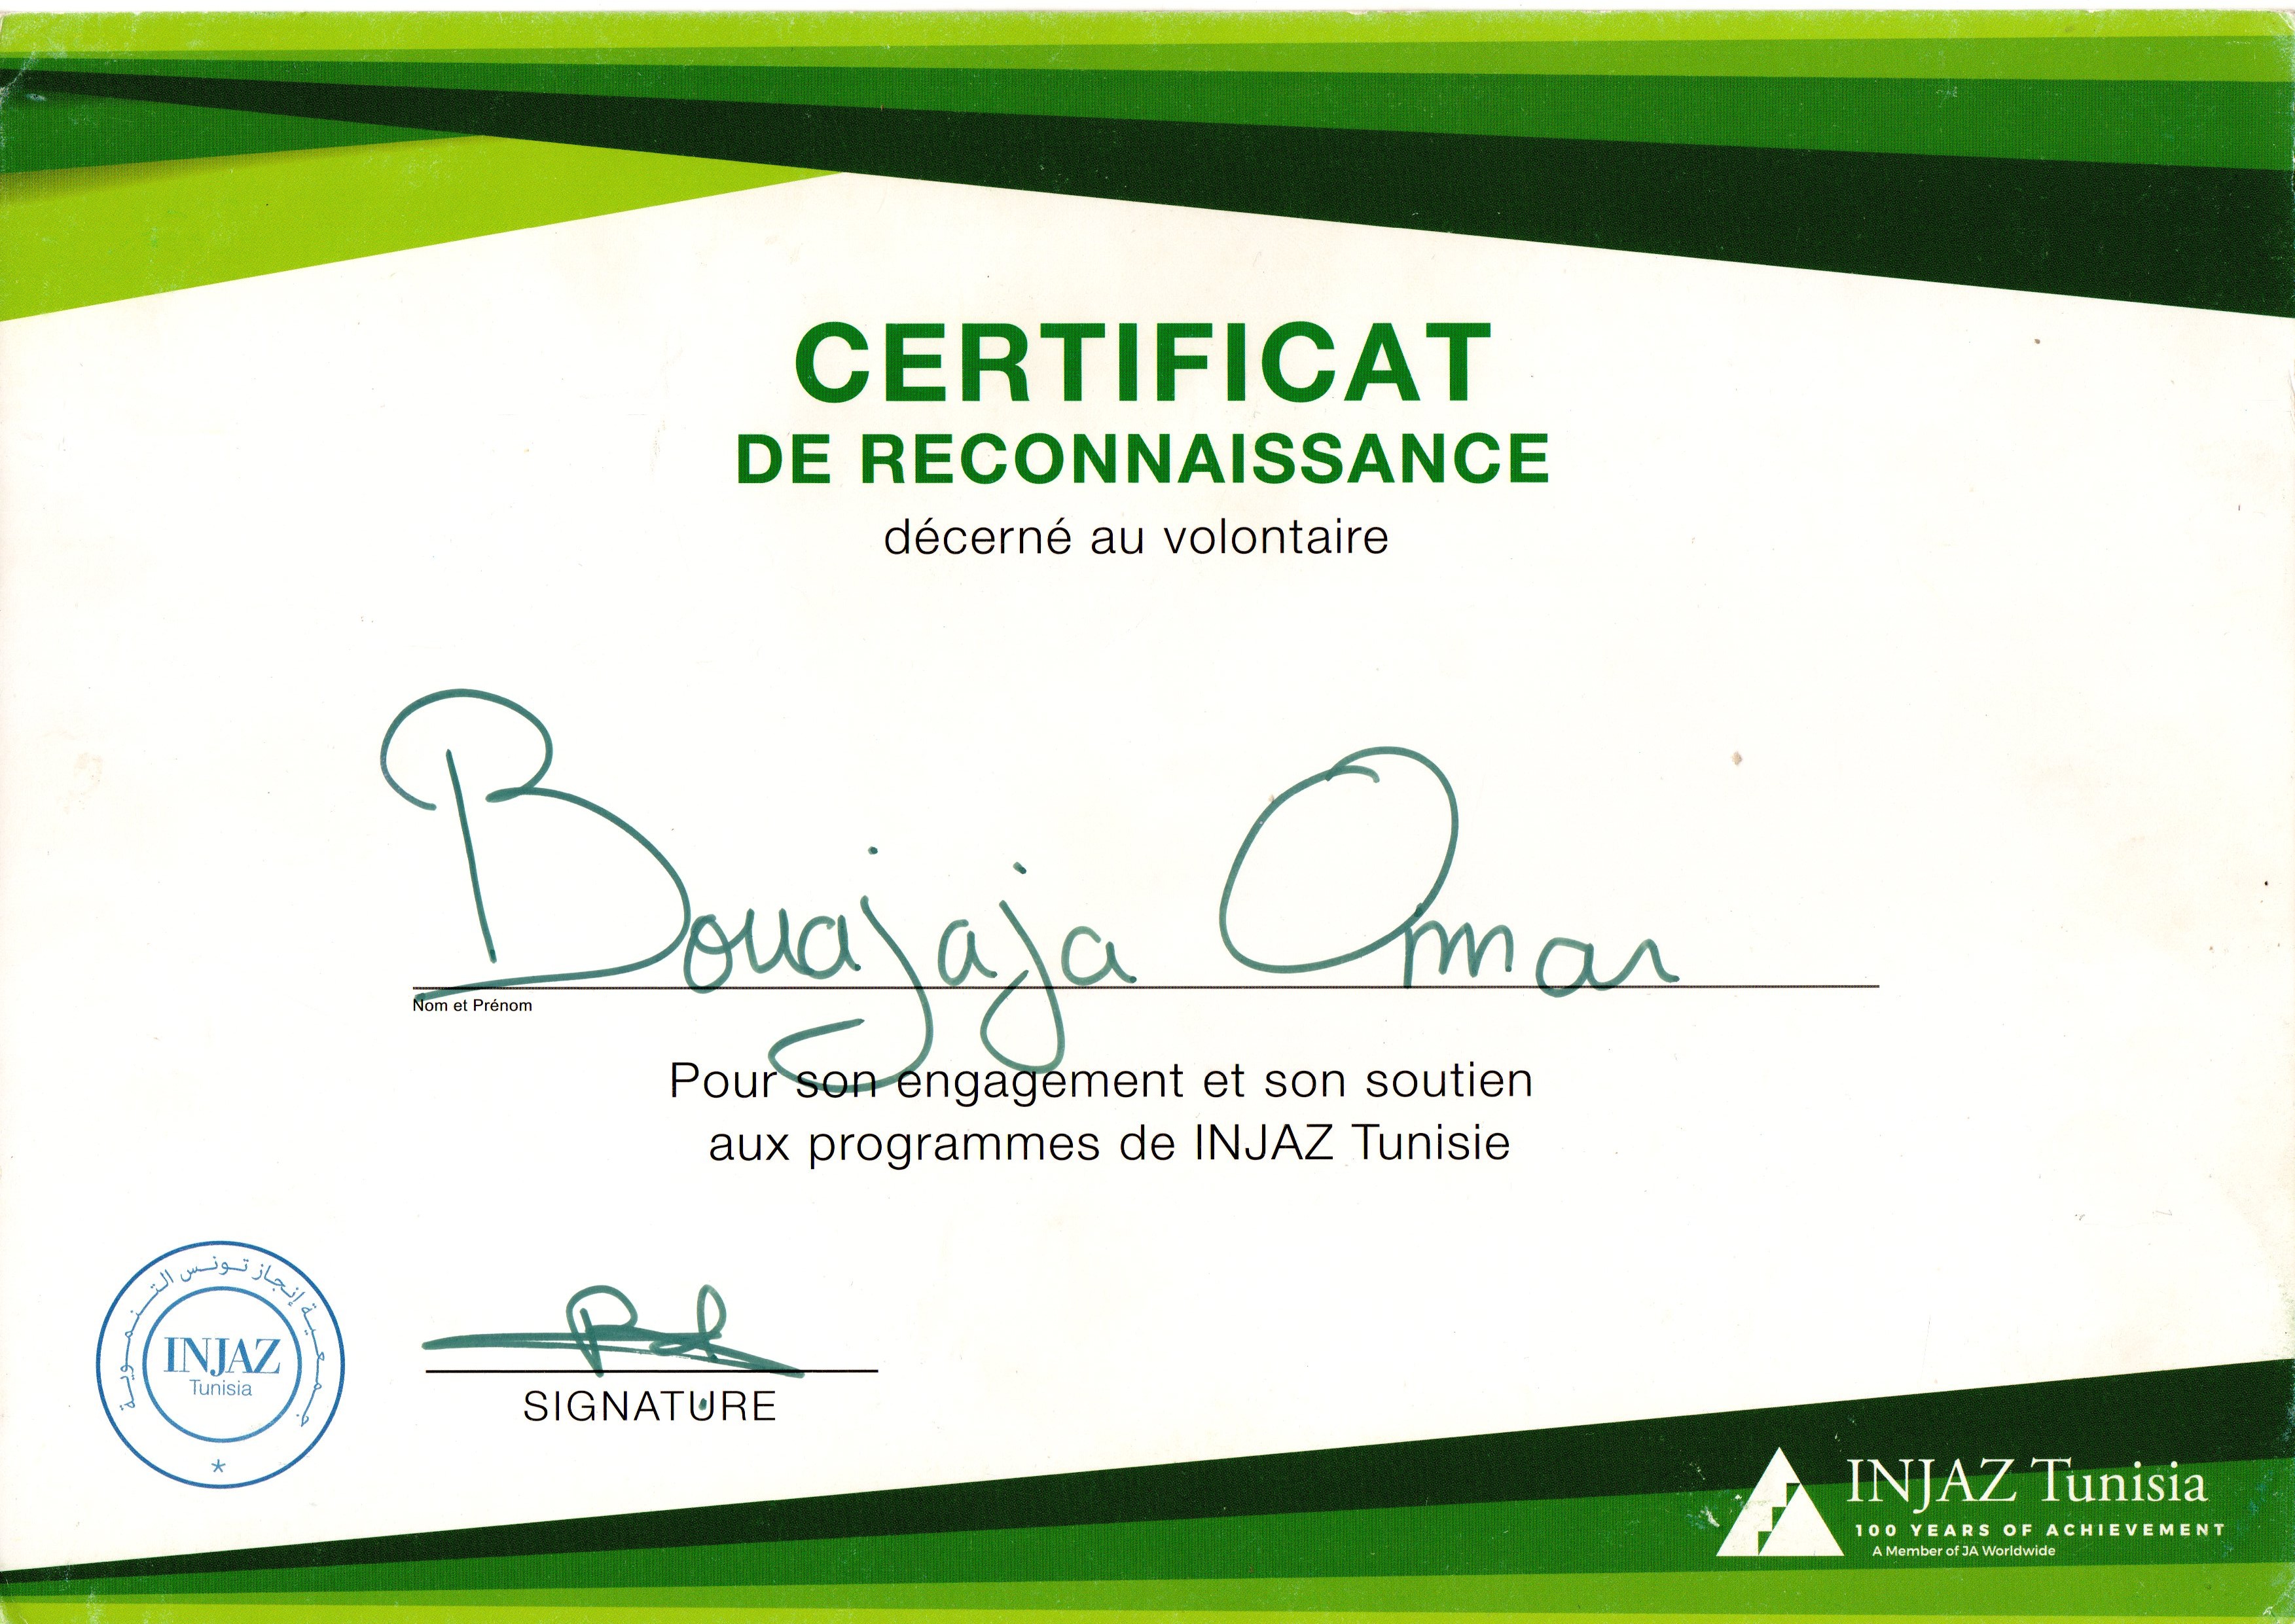 CERTIFICAT
DE RECONNAISSANCE
décerné au volontaire
Bouajaja Omar
Nom et Prénom
Pour son engagement et son soutien
aux programmes de INJAZ Tunisie
جمعية إنجاز تونس التنموية
INJAZ
Tunisia
*
SIGNATURE
INJAZ Tunisia
100 YEARS OF ACHIEVEMENT
A Member of JA Worldwide